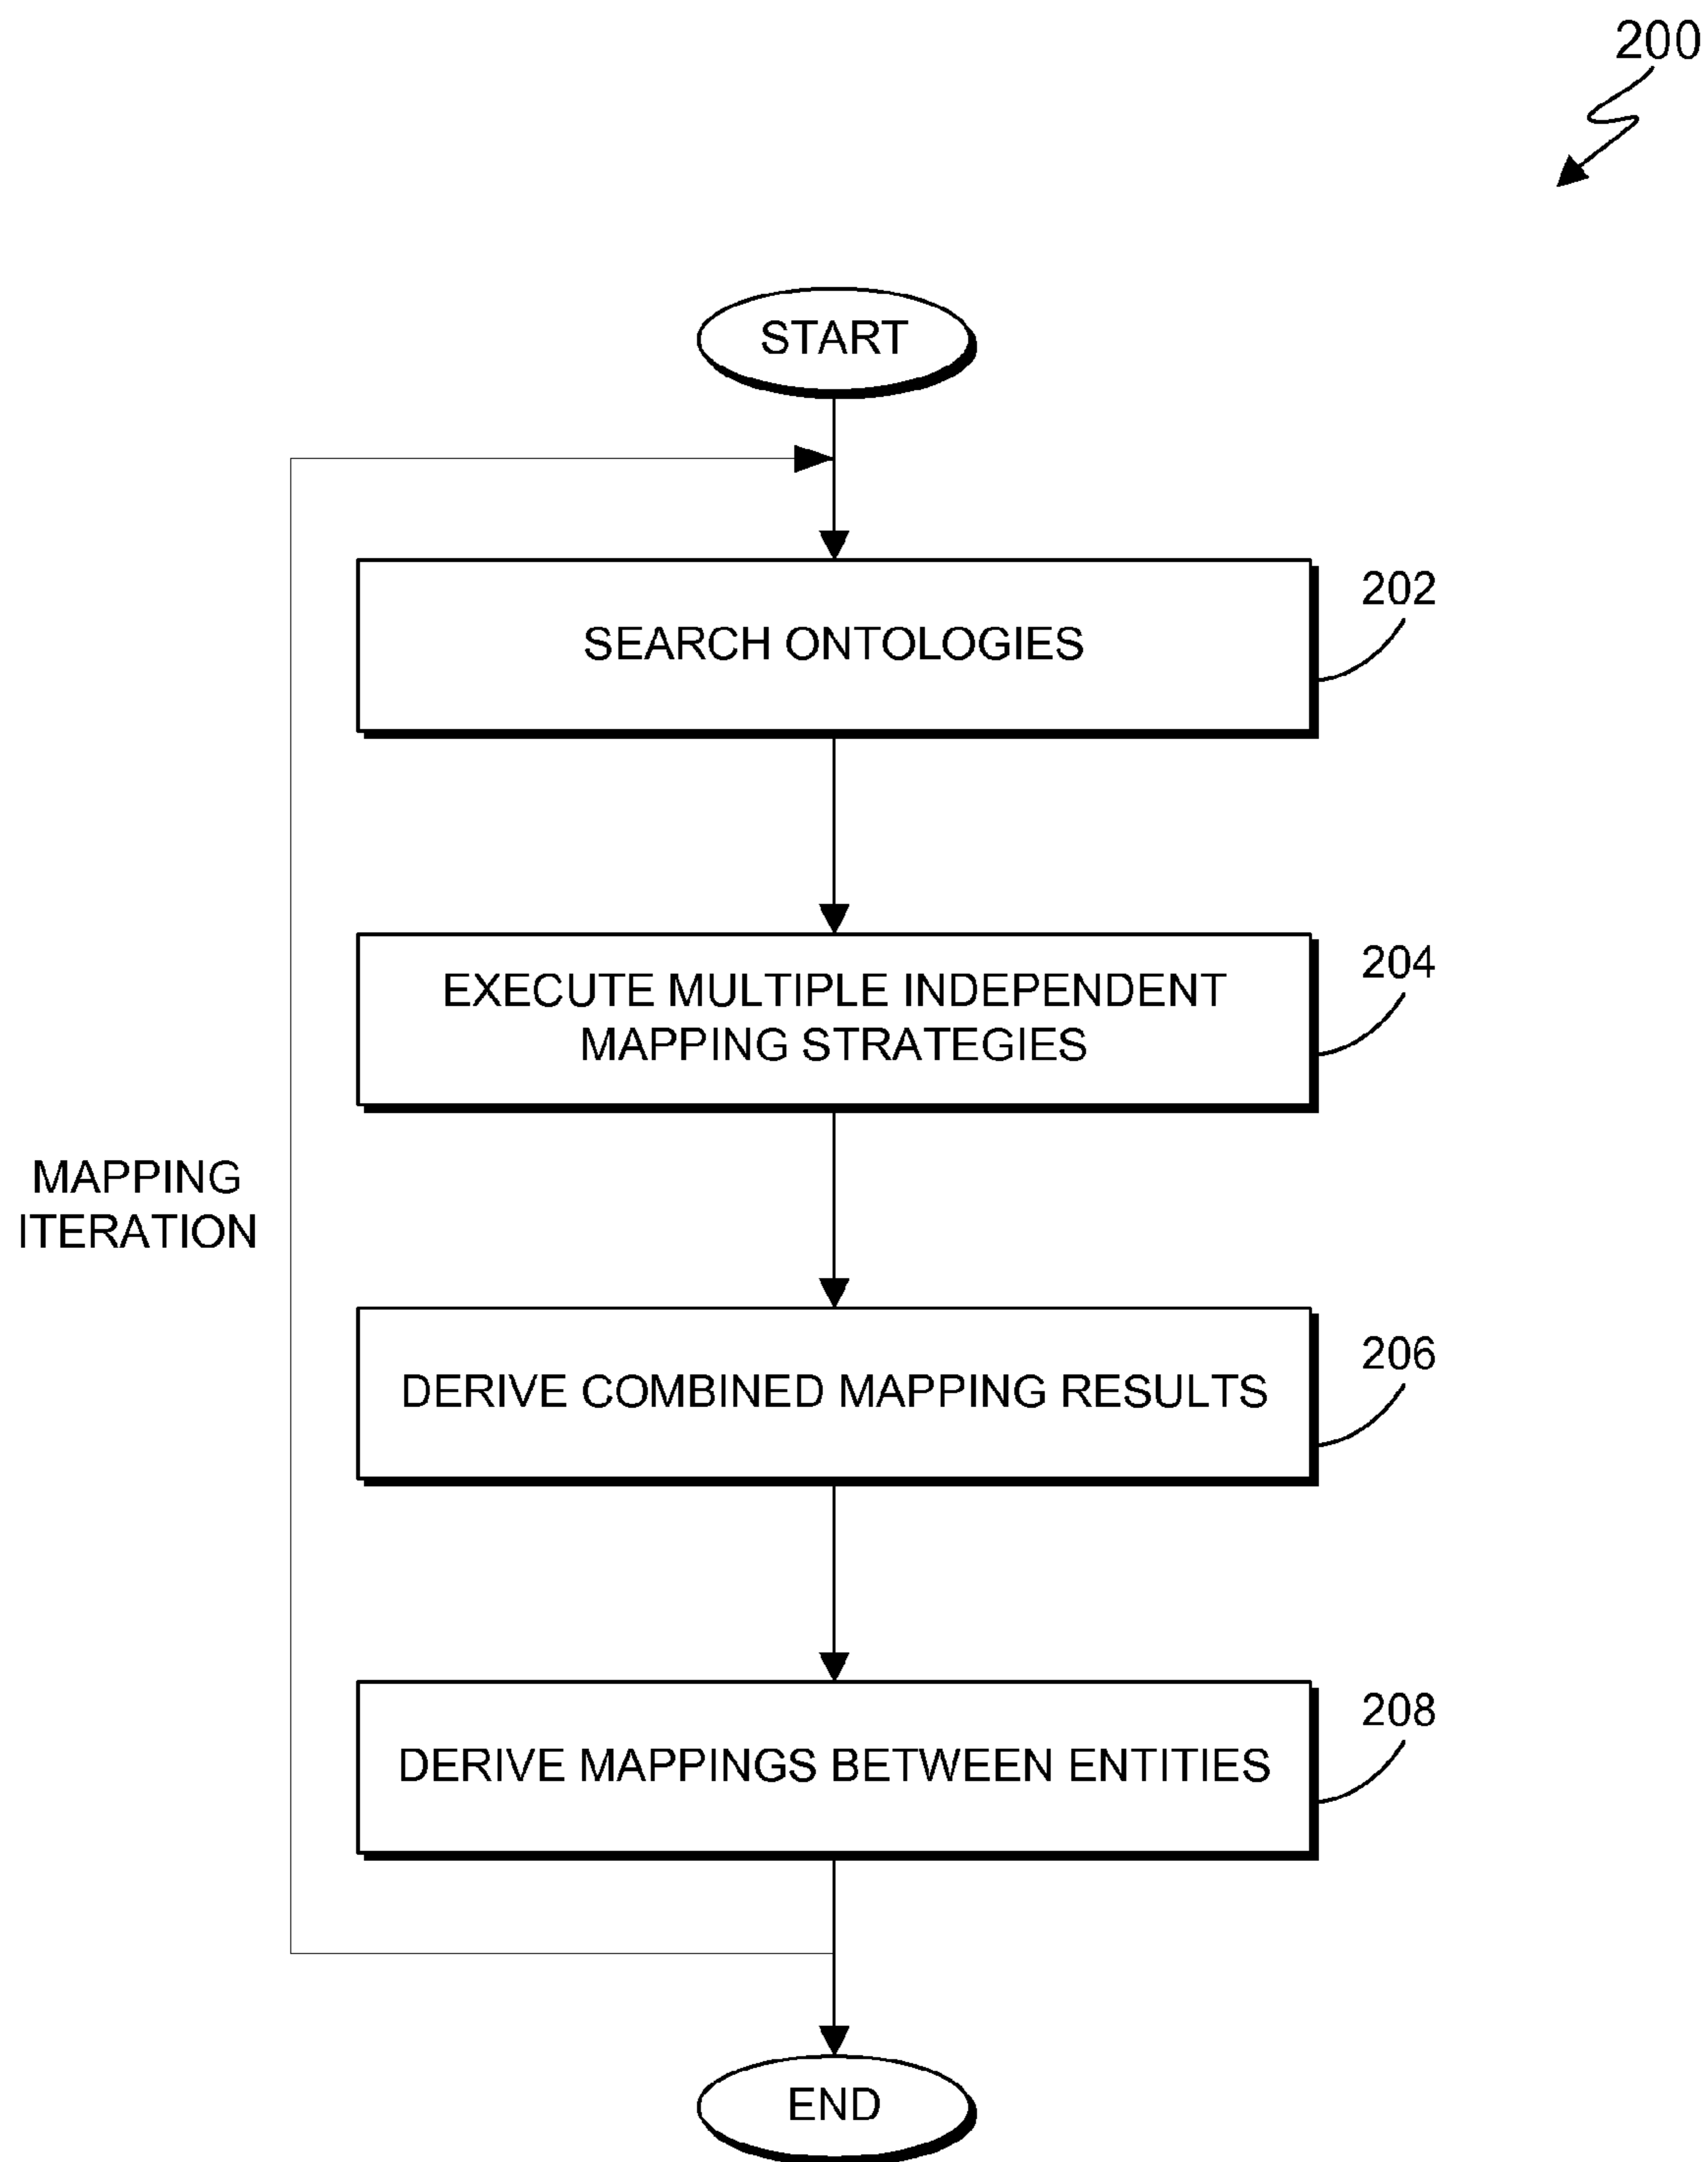 200
START
SEARCH ONTOLOGIES
202
EXECUTE MULTIPLE INDEPENDENT
MAPPING STRATEGIES
204
MAPPING
ITERATION
DERIVE COMBINED MAPPING RESULTS
206
DERIVE MAPPINGS BETWEEN ENTITIES
208
END